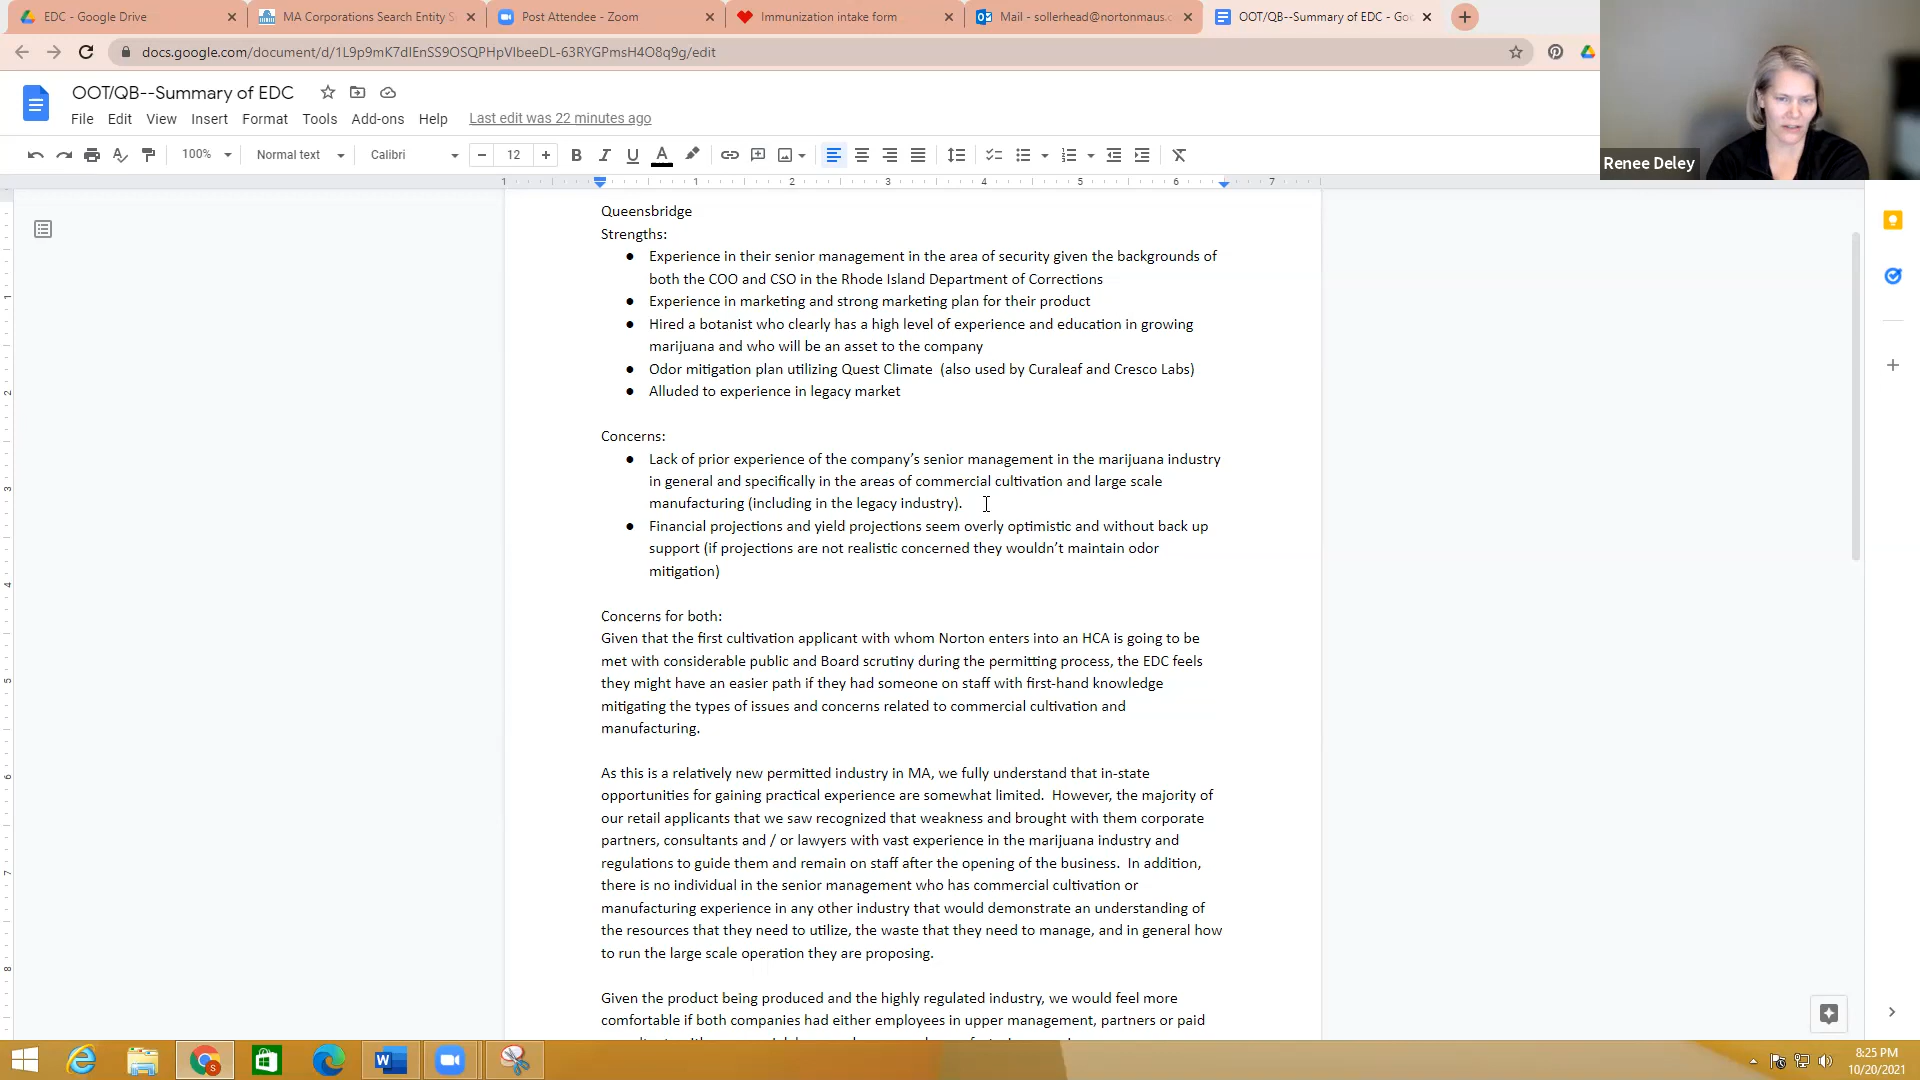 EDC - Google Drive
MA Corporations Search Entity S
Post Attendee - Zoom
Immunization intake form
Mail - sollerhead@nortonmaus.c
OOT/QB--Summary of EDC - Go
docs.google.com/document/d/1L9p9mK7dIEnSS9OSQPHpVIbeeDL-63RYGPmsH4O8q9g/edit
OOT/QB--Summary of EDC
File Edit View Insert Format Tools Add-ons Help Last edit was 22 minutes ago
100% Normal text Calibri 12
Renee Deley
1 1 2 3 4 5 6 7
Queensbridge
Strengths:
● Experience in their senior management in the area of security given the backgrounds of
both the COO and CSO in the Rhode Island Department of Corrections
● Experience in marketing and strong marketing plan for their product
● Hired a botanist who clearly has a high level of experience and education in growing
marijuana and who will be an asset to the company
● Odor mitigation plan utilizing Quest Climate (also used by Curaleaf and Cresco Labs)
● Alluded to experience in legacy market
Concerns:
● Lack of prior experience of the company's senior management in the marijuana industry
in general and specifically in the areas of commercial cultivation and large scale
manufacturing (including in the legacy industry).
● Financial projections and yield projections seem overly optimistic and without back up
support (if projections are not realistic concerned they wouldn't maintain odor
mitigation)
Concerns for both:
Given that the first cultivation applicant with whom Norton enters into an HCA is going to be
met with considerable public and Board scrutiny during the permitting process, the EDC feels
they might have an easier path if they had someone on staff with first-hand knowledge
mitigating the types of issues and concerns related to commercial cultivation and
manufacturing.
As this is a relatively new permitted industry in MA, we fully understand that in-state
opportunities for gaining practical experience are somewhat limited. However, the majority of
our retail applicants that we saw recognized that weakness and brought with them corporate
partners, consultants and / or lawyers with vast experience in the marijuana industry and
regulations to guide them and remain on staff after the opening of the business. In addition,
there is no individual in the senior management who has commercial cultivation or
manufacturing experience in any other industry that would demonstrate an understanding of
the resources that they need to utilize, the waste that they need to manage, and in general how
to run the large scale operation they are proposing.
Given the product being produced and the highly regulated industry, we would feel more
comfortable if both companies had either employees in upper management, partners or paid
1
2
3
4
5
6
7
8
8:25 PM
10/20/2021